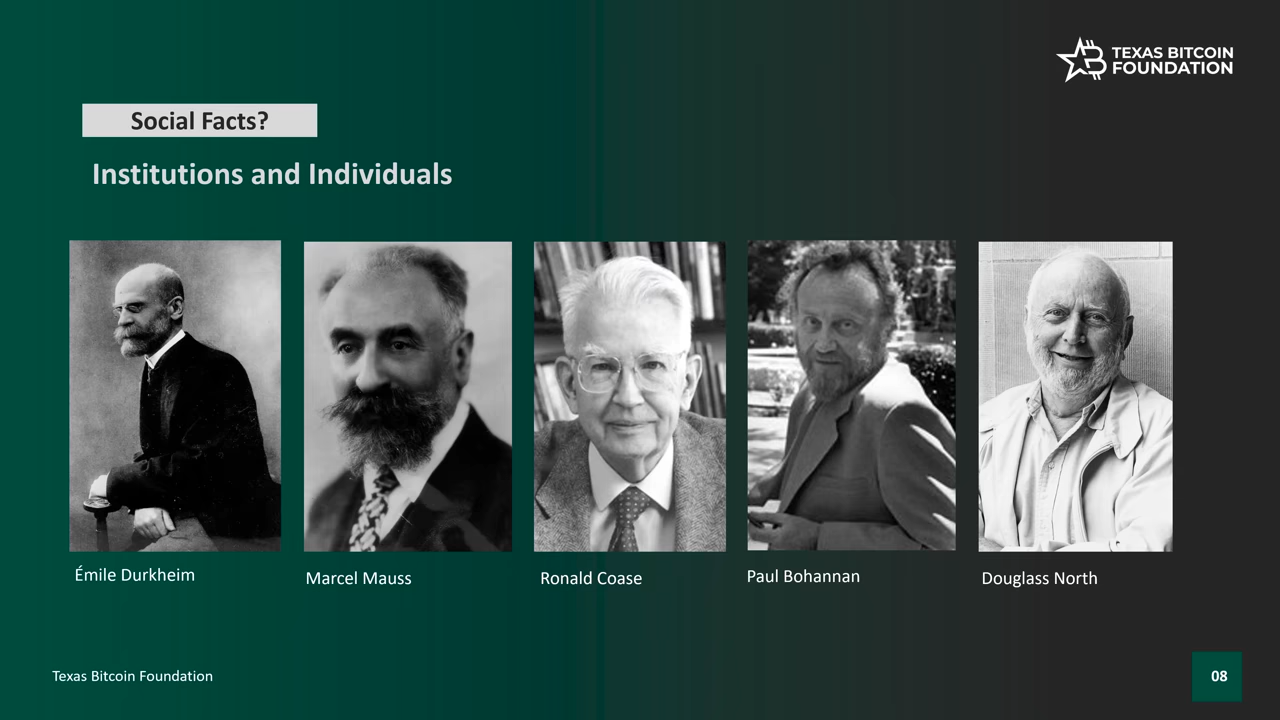 TEXAS BITCOIN
FOUNDATION
Social Facts?
Institutions and Individuals
Émile Durkheim
Marcel Mauss
Ronald Coase
Paul Bohannan
Douglass North
Texas Bitcoin Foundation
08